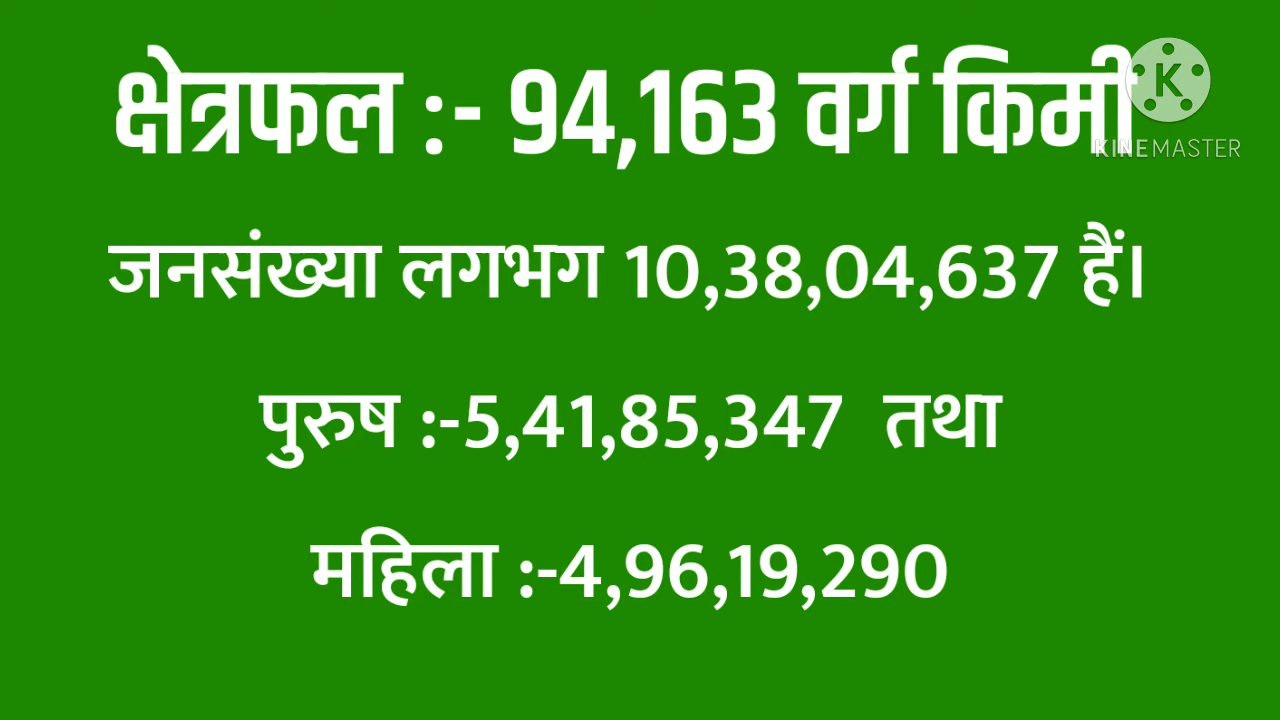 क्षेत्रफल :- 94,163 वर्ग किमी
KINEMASTER
जनसंख्या लगभग 10,38,04,637 हैं।
पुरुष :-5,41,85,347 तथा
महिला :-4,96,19,290